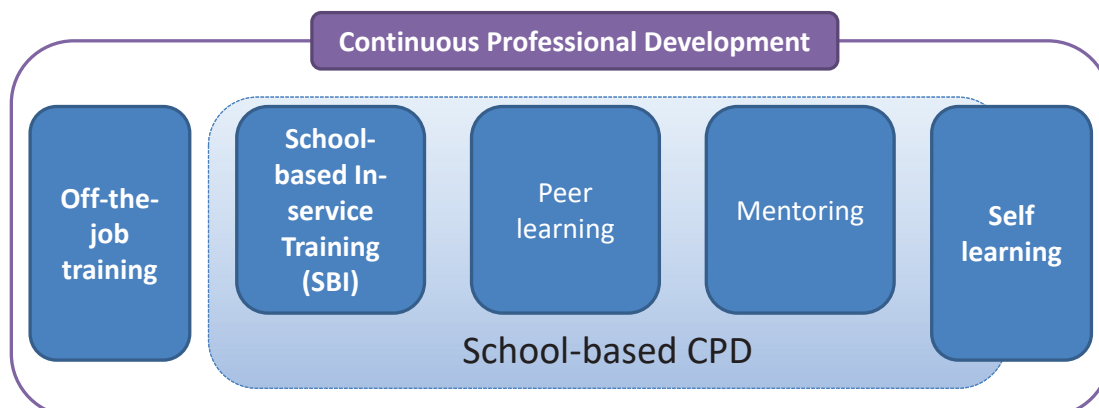 Continuous Professional Development
Off-the-
job
training
School-
based In-
service
Training
(SBI)
Peer
learning
Mentoring
Self
learning
School-based CPD